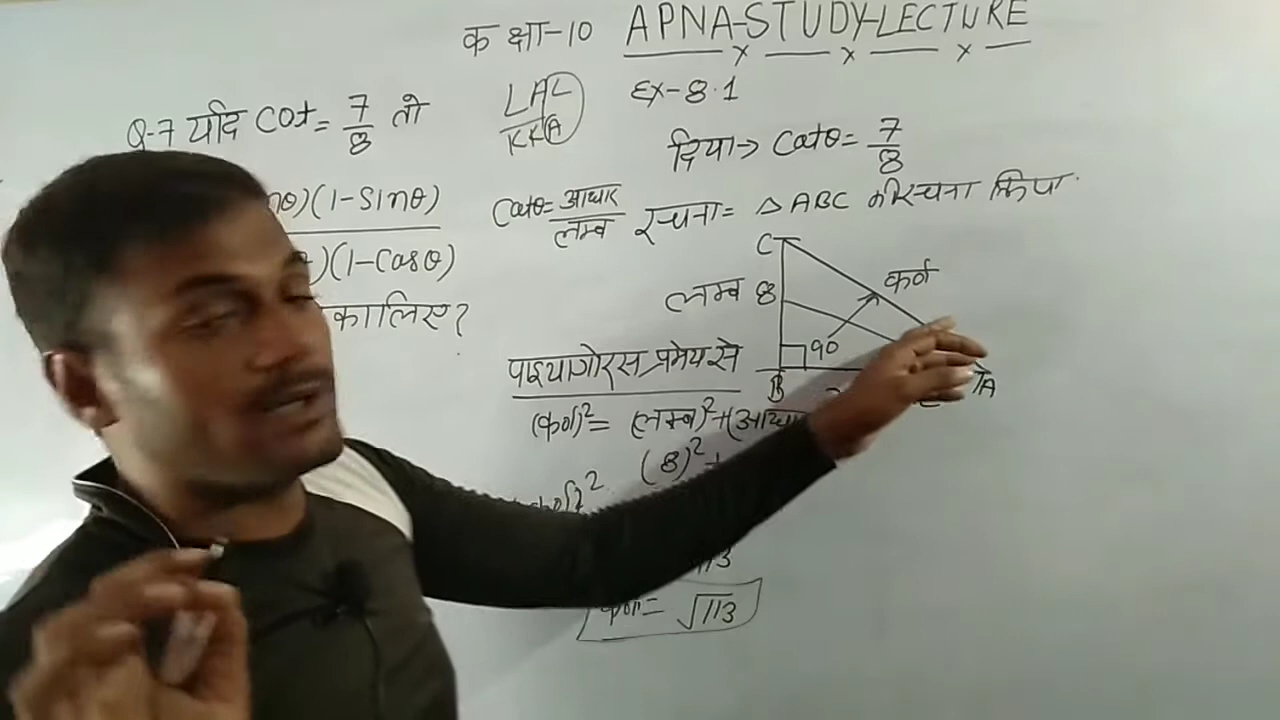 कक्षा-10 APNA-STUDY-LECTURE
EX-8.1
Q-7 यदि cot = 7/8 तो
LAL/KKA
दिया→ cotθ = 7/8
θ)(1-sinθ)
)(1-cosθ)
कालिए?
cotθ = आधार/लम्ब
रचना = △ABC की रचना किया
C
कर्ण
लम्ब 8
90
B
A
पाइथागोरस प्रमेय से
(कर्ण)² = (लम्ब)² + (आधार
(8)² +
कर्ण = √113